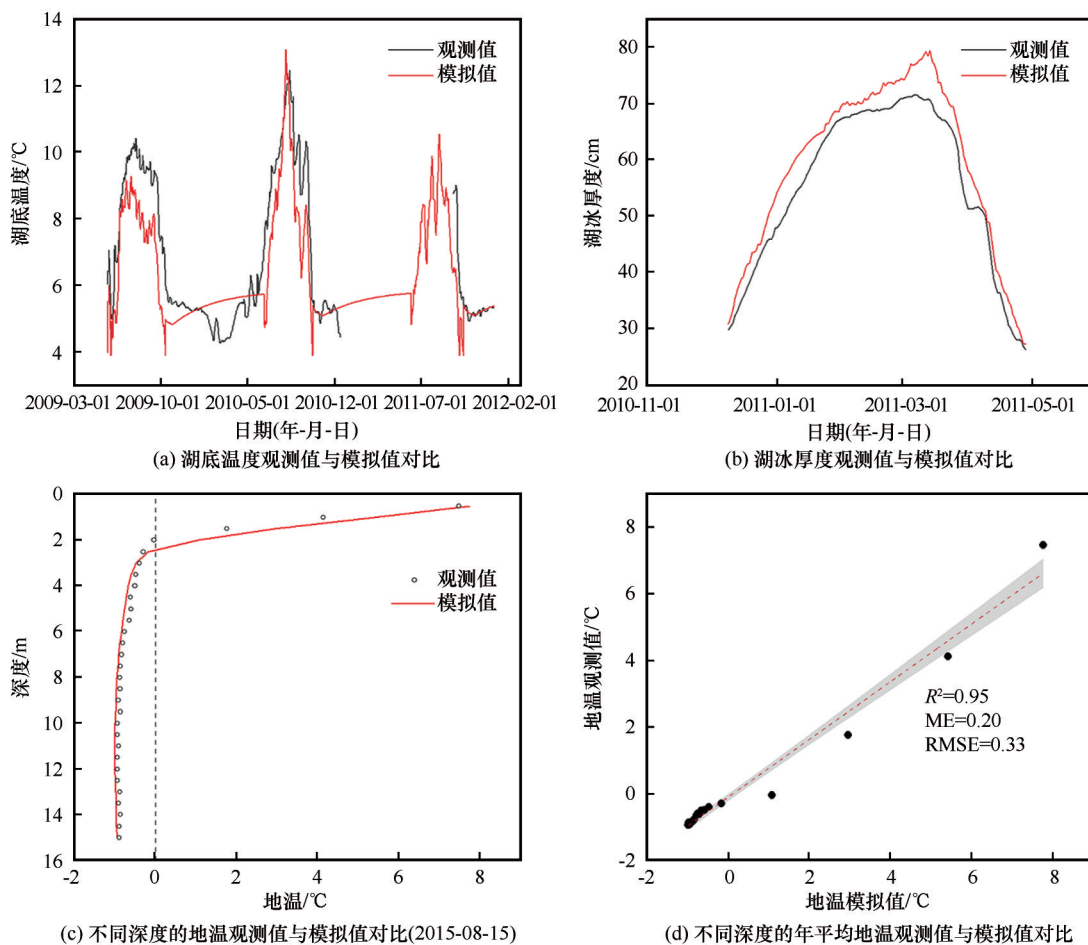 14
12
10
8
6
4
湖底温度/℃
观测值
模拟值
2009-03-01
2009-10-01
2010-05-01
2010-12-01
2011-07-01
2012-02-01
日期(年-月-日)
(a) 湖底温度观测值与模拟值对比
80
70
60
50
40
30
20
湖冰厚度/cm
观测值
模拟值
2010-11-01
2011-01-01
2011-03-01
2011-05-01
日期(年-月-日)
(b) 湖冰厚度观测值与模拟值对比
0
2
4
6
8
10
12
14
16
深度/m
观测值
模拟值
-2
0
2
4
6
8
地温/℃
(c) 不同深度的地温观测值与模拟值对比(2015-08-15)
8
6
4
2
0
-2
地温观测值/℃
R²=0.95
ME=0.20
RMSE=0.33
-2
0
2
4
6
8
地温模拟值/℃
(d) 不同深度的年平均地温观测值与模拟值对比